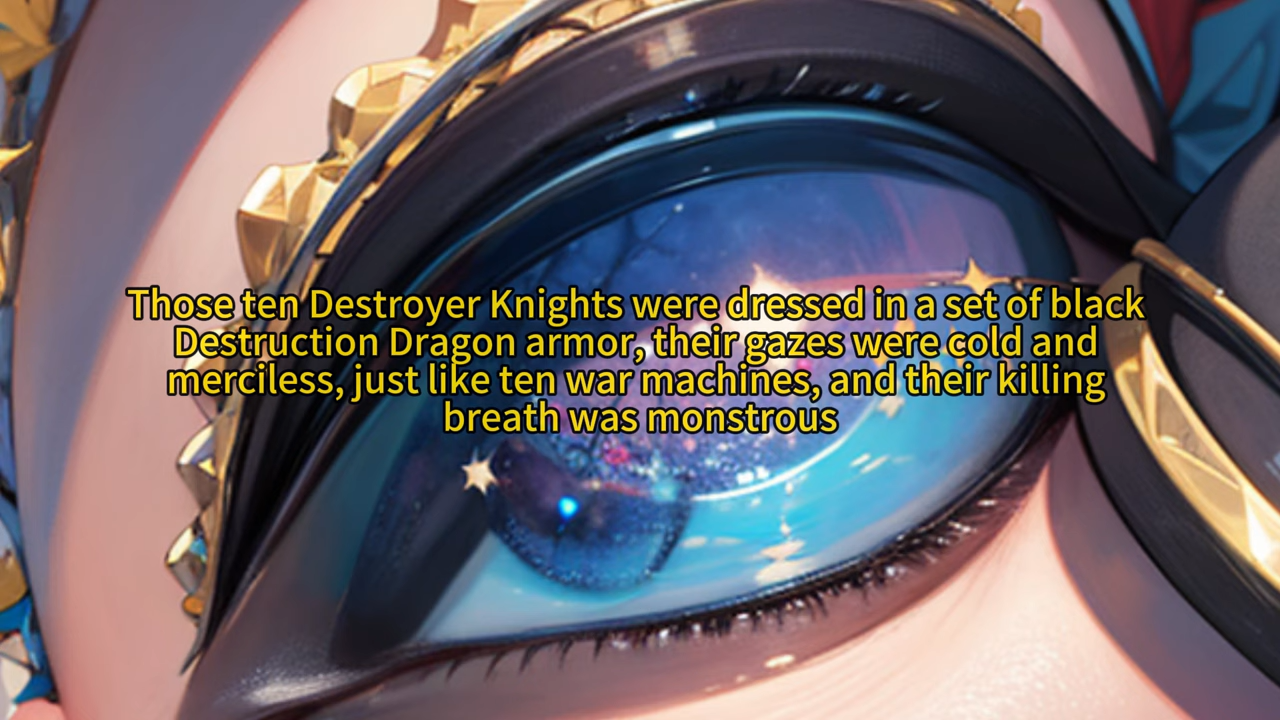 Those ten Destroyer Knights were dressed in a set of black
Destruction Dragon armor, their gazes were cold and
merciless, just like ten war machines, and their killing
breath was monstrous